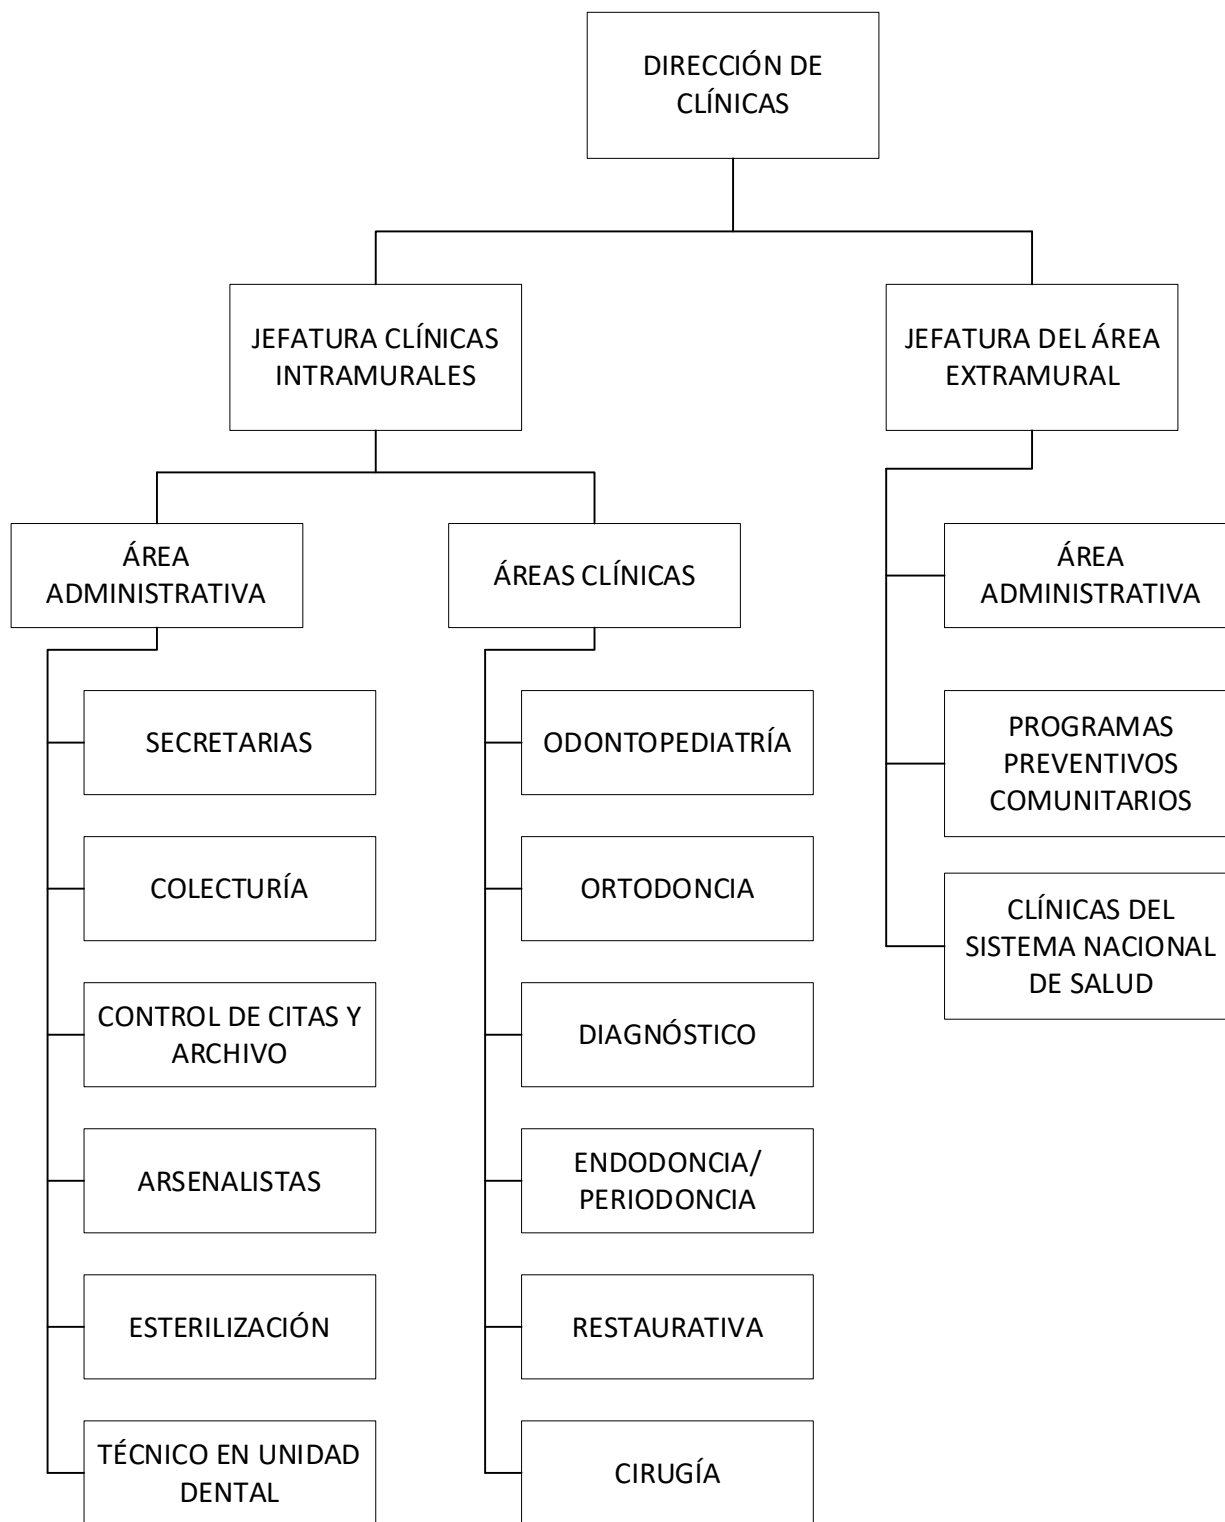 DIRECCIÓN DE
CLÍNICAS
JEFATURA CLÍNICAS
INTRAMURALES
JEFATURA DEL ÁREA
EXTRAMURAL
ÁREA
ADMINISTRATIVA
SECRETARIAS
COLECTURÍA
CONTROL DE CITAS Y
ARCHIVO
ARSENALISTAS
ESTERILIZACIÓN
TÉCNICO EN UNIDAD
DENTAL
ÁREAS CLÍNICAS
ODONTOPEDIATRÍA
ORTODONCIA
DIAGNÓSTICO
ENDODONCIA/
PERIODONCIA
RESTAURATIVA
CIRUGÍA
ÁREA
ADMINISTRATIVA
PROGRAMAS
PREVENTIVOS
COMUNITARIOS
CLÍNICAS DEL
SISTEMA NACIONAL
DE SALUD